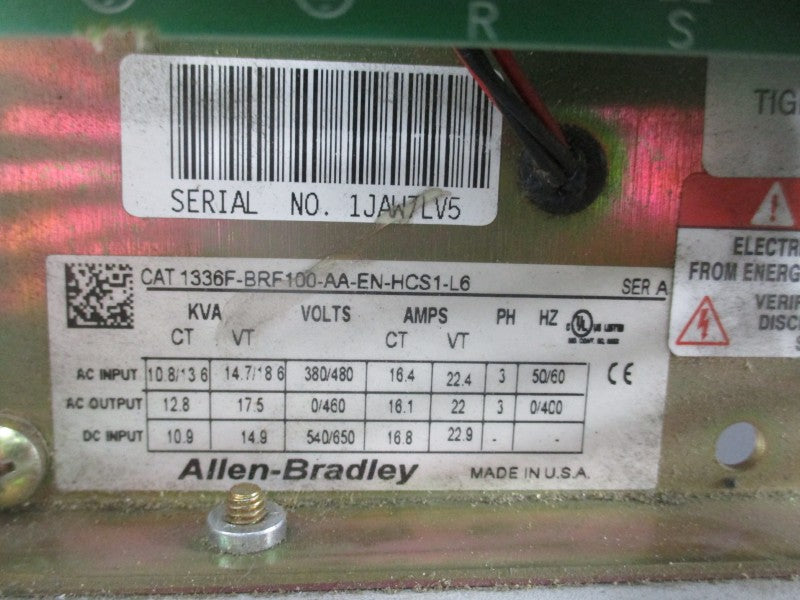 R
S
SERIAL NO. 1JAW7LV5
TIG
ELECTR
FROM ENERG
VERIF
DISC
S
CAT 1336F-BRF100-AA-EN-HCS1-L6 SER A
KVA VOLTS AMPS PH HZ
CT VT CT VT
C UL US LISTED
AC INPUT 10.8/13.6 14.7/18.6 380/480 16.4 22.4 3 50/60 CE
AC OUTPUT 12.8 17.5 0/460 16.1 22 3 0/400
DC INPUT 10.9 14.9 540/650 16.8 22.9 - -
Allen-Bradley MADE IN U.S.A.